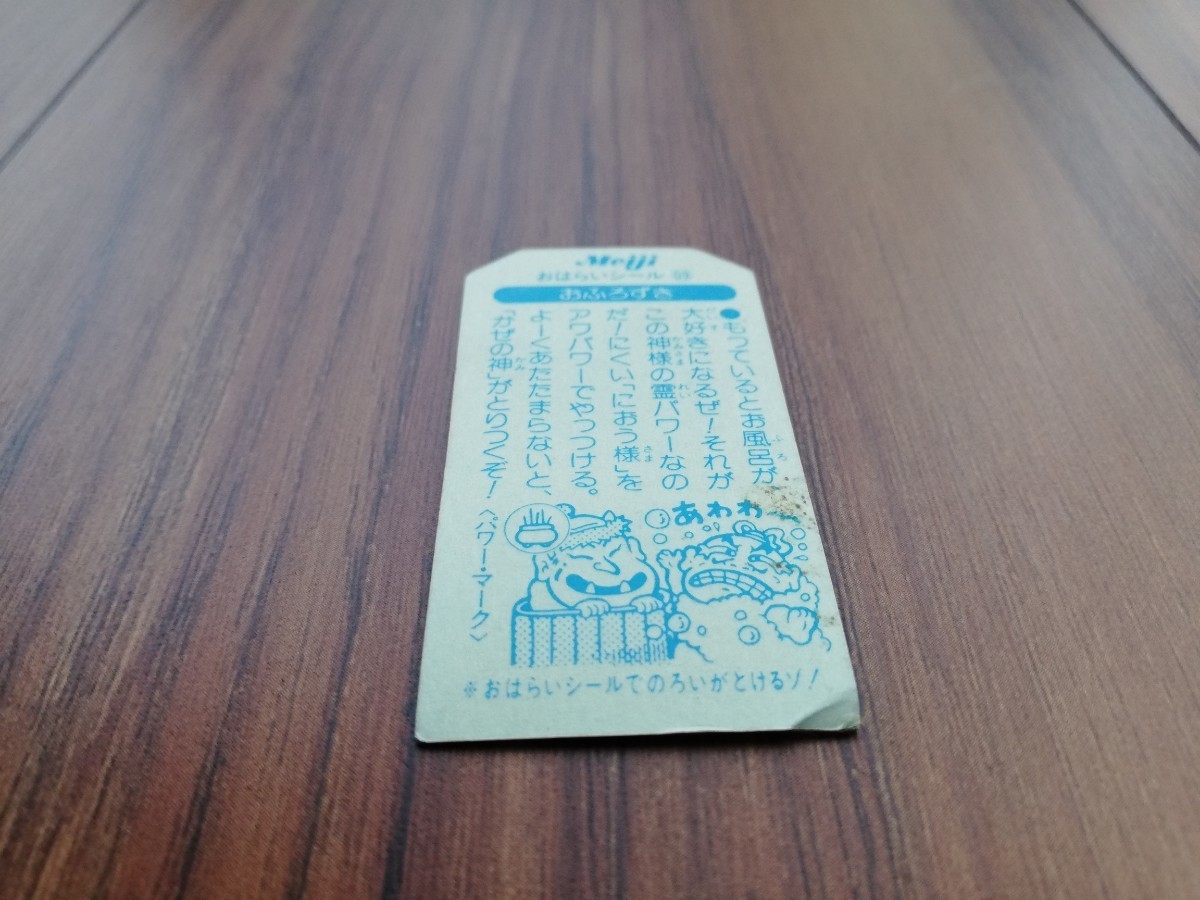 Meiji
おはらいシール
おふろずき
●もっているとお風呂が
大好きになるぜ!それが
この神様の霊パワーなの
だ!にくい「におう様」を
アワパワーでやっつける。
よーくあたたまらないと、
「かぜの神」がとりつくぞ!
〈パワー・マーク〉
あわわ
※おはらいシールでのろいがとけるゾ!